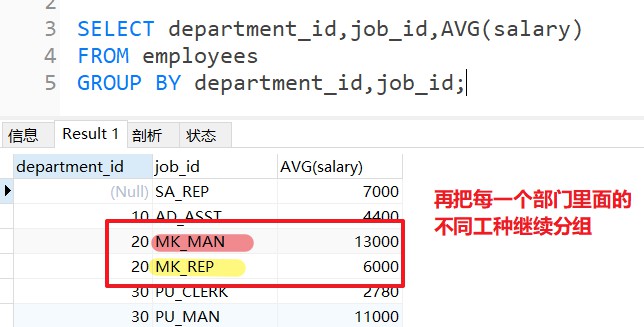 3 SELECT department_id,job_id,AVG(salary)
4 FROM employees
5 GROUP BY department_id,job_id;
信息 Result 1 剖析 状态
department_id job_id AVG(salary)
(Null) SA_REP 7000
10 AD_ASST 4400
20 MK_MAN 13000
20 MK_REP 6000
30 PU_CLERK 2780
30 PU_MAN 11000
再把每一个部门里面的
不同工种继续分组